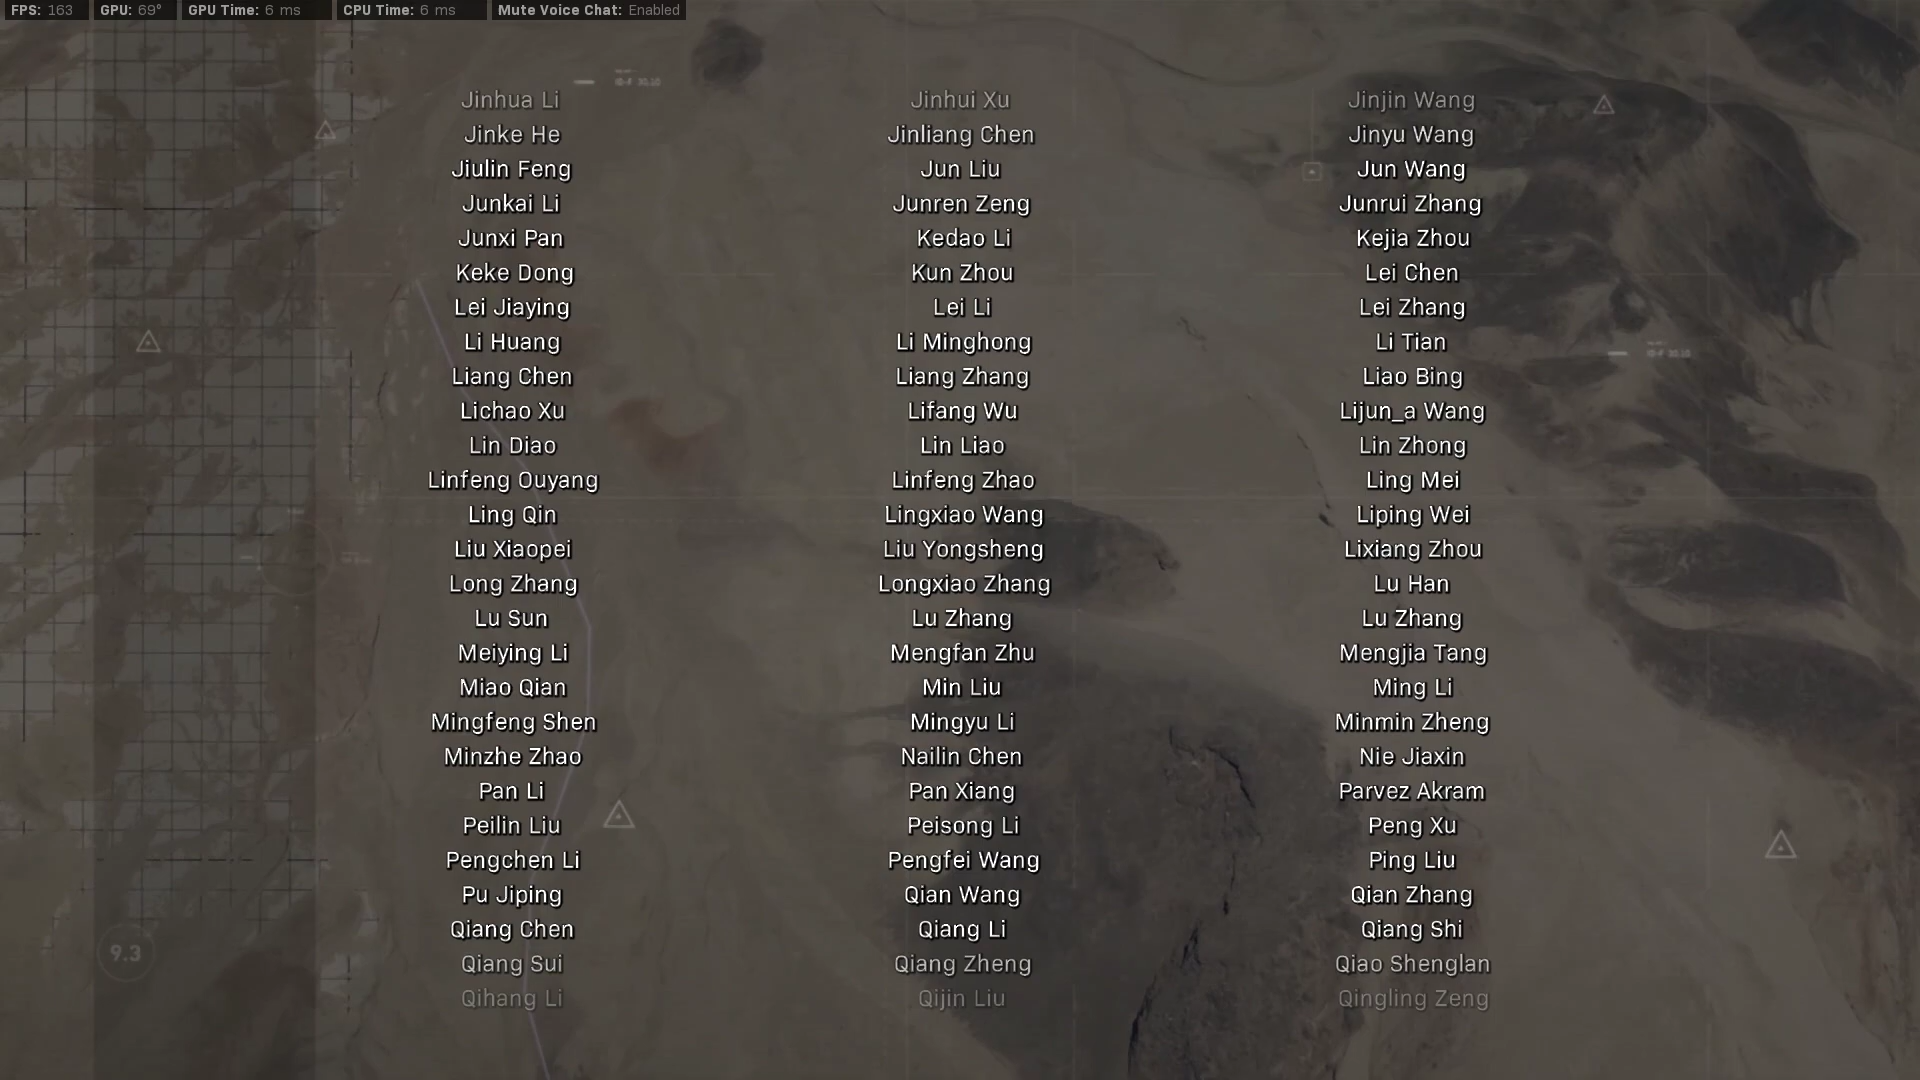 FPS: 163 GPU: 69° GPU Time: 6 ms CPU Time: 6 ms Mute Voice Chat: Enabled
Jinhua Li Jinhui Xu Jinjin Wang
Jinke He Jinliang Chen Jinyu Wang
Jiulin Feng Jun Liu Jun Wang
Junkai Li Junren Zeng Junrui Zhang
Junxi Pan Kedao Li Kejia Zhou
Keke Dong Kun Zhou Lei Chen
Lei Jiaying Lei Li Lei Zhang
Li Huang Li Minghong Li Tian
Liang Chen Liang Zhang Liao Bing
Lichao Xu Lifang Wu Lijun_a Wang
Lin Diao Lin Liao Lin Zhong
Linfeng Ouyang Linfeng Zhao Ling Mei
Ling Qin Lingxiao Wang Liping Wei
Liu Xiaopei Liu Yongsheng Lixiang Zhou
Long Zhang Longxiao Zhang Lu Han
Lu Sun Lu Zhang Lu Zhang
Meiying Li Mengfan Zhu Mengjia Tang
Miao Qian Min Liu Ming Li
Mingfeng Shen Mingyu Li Minmin Zheng
Minzhe Zhao Nailin Chen Nie Jiaxin
Pan Li Pan Xiang Parvez Akram
Peilin Liu Peisong Li Peng Xu
Pengchen Li Pengfei Wang Ping Liu
Pu Jiping Qian Wang Qian Zhang
Qiang Chen Qiang Li Qiang Shi
9.3
Qiang Sui Qiang Zheng Qiao Shenglan
Qihang Li Qijin Liu Qingling Zeng